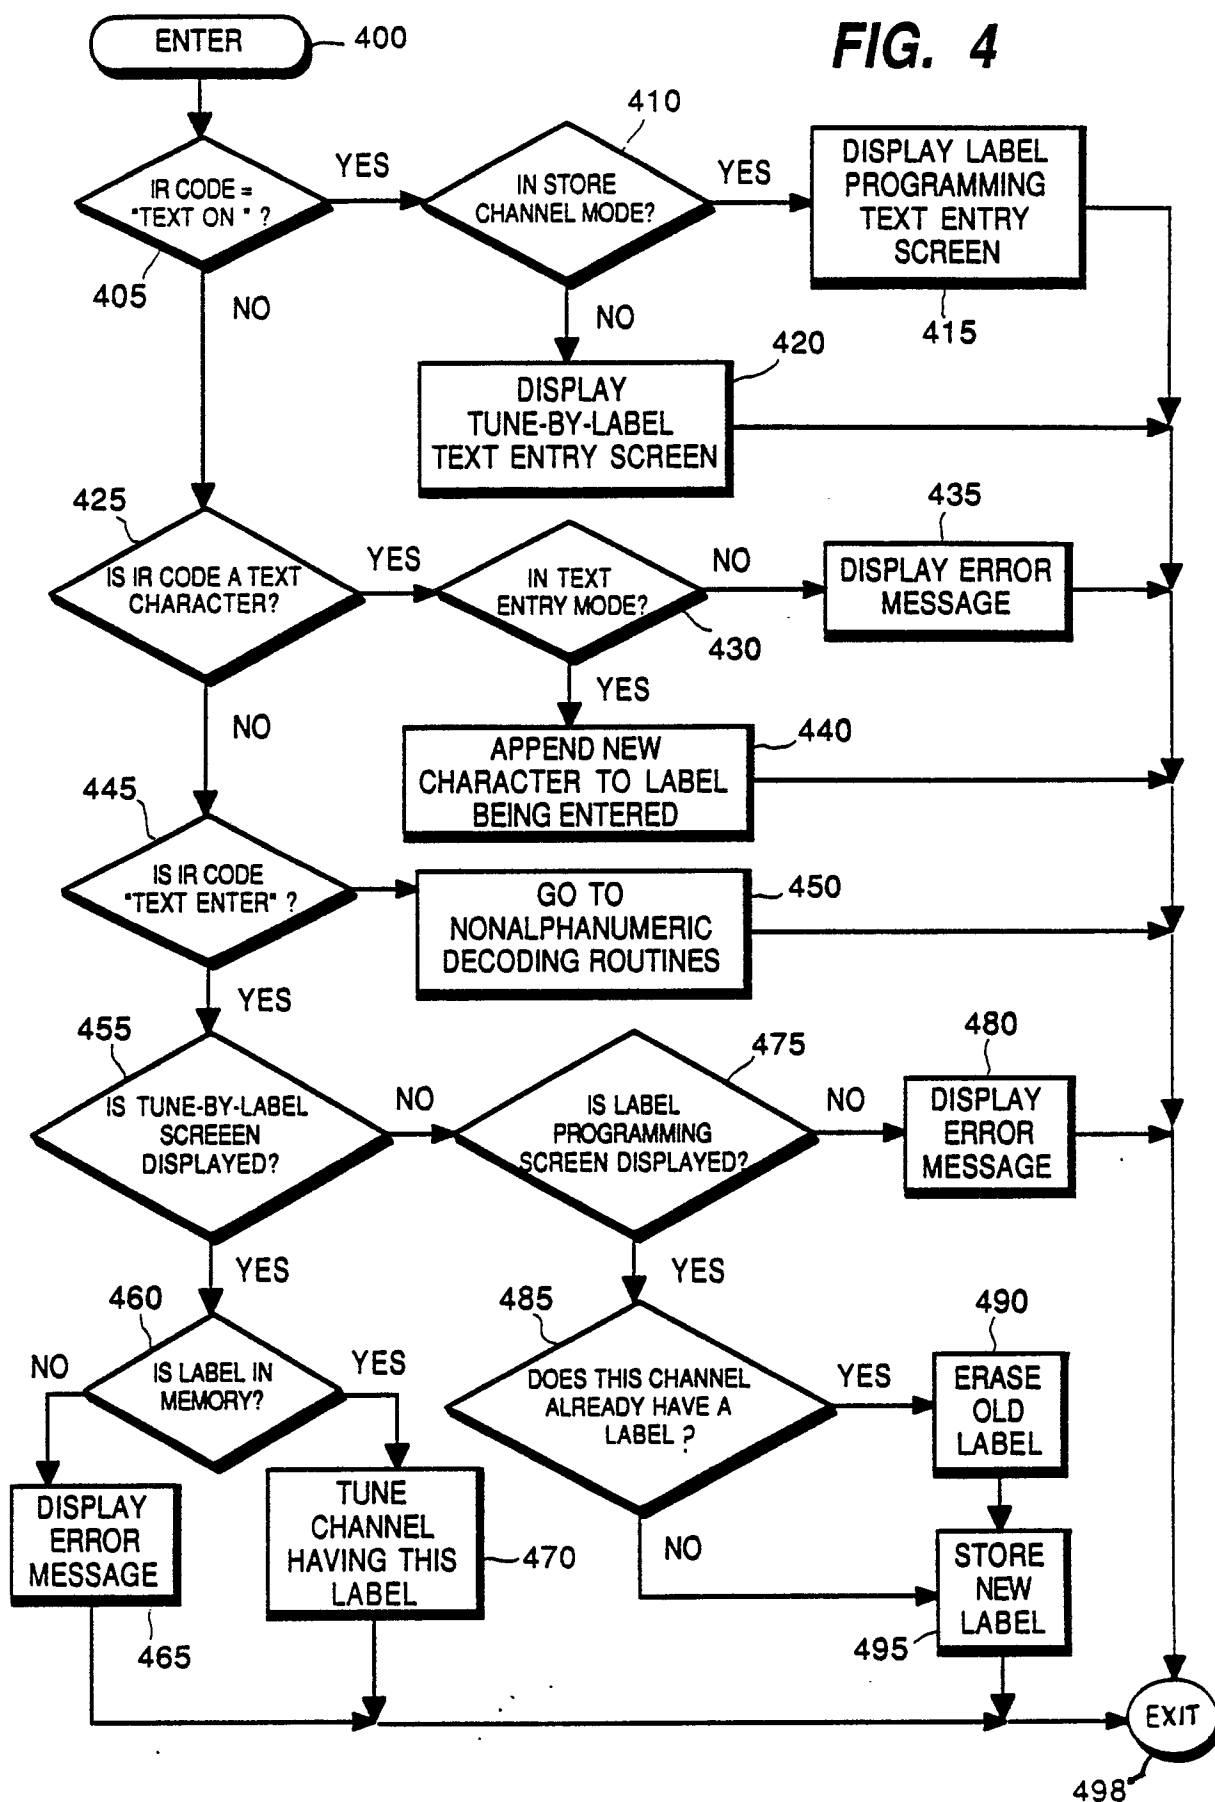 FIG. 4
ENTER
400
IR CODE =
"TEXT ON" ?
405
YES
NO
410
IN STORE
CHANNEL MODE?
YES
NO
DISPLAY LABEL
PROGRAMMING
TEXT ENTRY
SCREEN
415
420
DISPLAY
TUNE-BY-LABEL
TEXT ENTRY SCREEN
425
IS IR CODE A TEXT
CHARACTER?
YES
NO
IN TEXT
ENTRY MODE?
430
NO
YES
435
DISPLAY ERROR
MESSAGE
440
APPEND NEW
CHARACTER TO LABEL
BEING ENTERED
445
IS IR CODE
"TEXT ENTER" ?
YES
450
GO TO
NONALPHANUMERIC
DECODING ROUTINES
455
IS TUNE-BY-LABEL
SCREEEN
DISPLAYED?
NO
YES
475
IS LABEL
PROGRAMMING
SCREEN DISPLAYED?
NO
YES
480
DISPLAY
ERROR
MESSAGE
460
IS LABEL IN
MEMORY?
NO
YES
DISPLAY
ERROR
MESSAGE
465
TUNE
CHANNEL
HAVING THIS
LABEL
470
485
DOES THIS CHANNEL
ALREADY HAVE A
LABEL ?
YES
NO
490
ERASE
OLD
LABEL
STORE
NEW
LABEL
495
EXIT
498